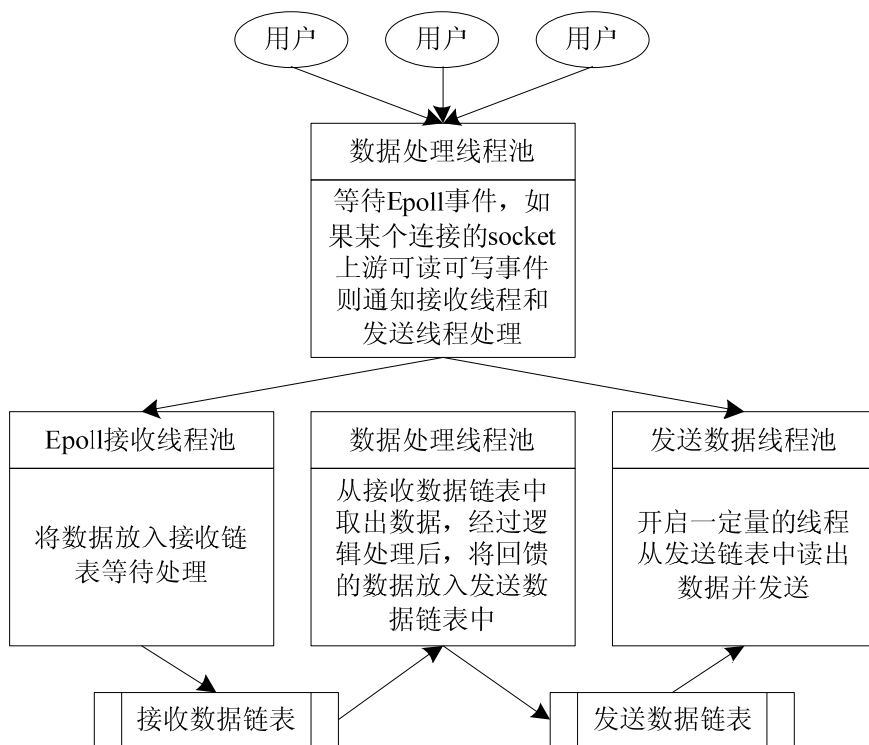 用户
用户
用户
数据处理线程池
等待Epoll事件，如
果某个连接的socket
上游可读可写事件
则通知接收线程和
发送线程处理
Epoll接收线程池
将数据放入接收链
表等待处理
数据处理线程池
从接收数据链表中
取出数据，经过逻
辑处理后，将回馈
的数据放入发送数
据链表中
发送数据线程池
开启一定量的线程
从发送链表中读出
数据并发送
接收数据链表
发送数据链表